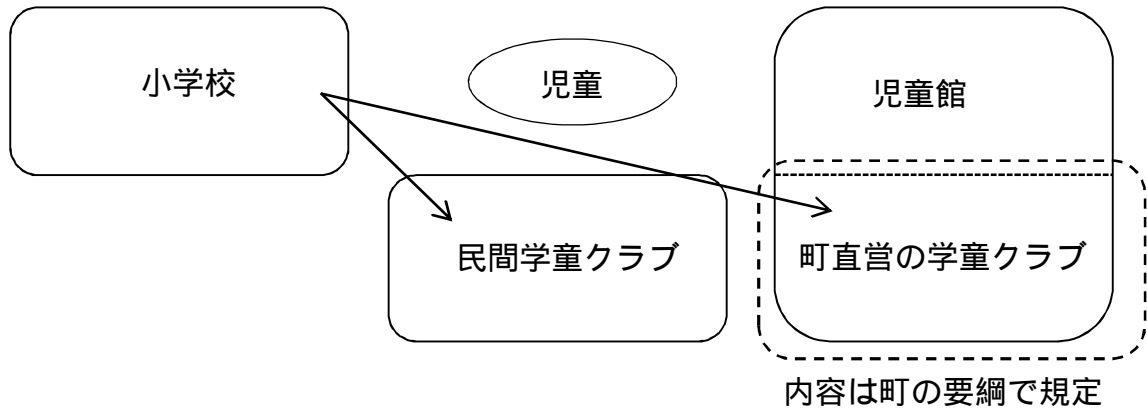 小学校
児童
児童館
民間学童クラブ
町直営の学童クラブ
内容は町の要綱で規定